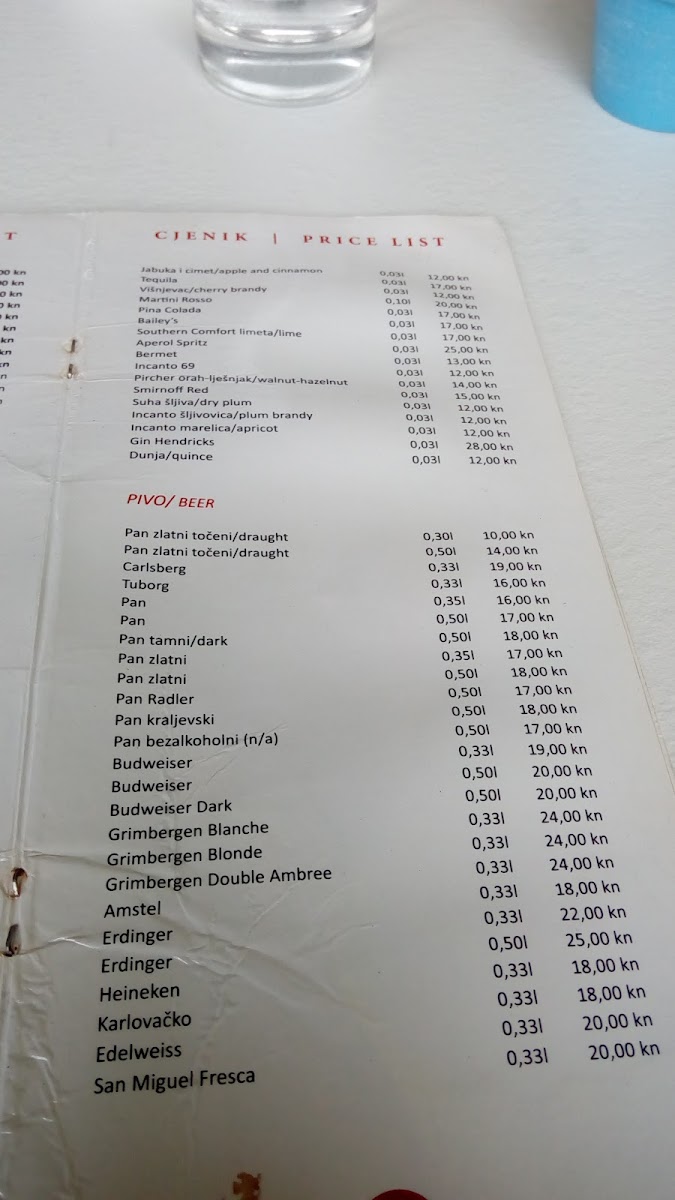 CJENIK | PRICE LIST
Jabuka i cimet/apple and cinnamon 0,03l 12,00 kn
Tequila 0,03l 17,00 kn
Višnjevac/cherry brandy 0,03l 12,00 kn
Martini Rosso 0,10l 20,00 kn
Pina Colada 0,03l 17,00 kn
Bailey's 0,03l 17,00 kn
Southern Comfort limeta/lime 0,03l 17,00 kn
Aperol Spritz 0,03l 25,00 kn
Bermet 0,03l 13,00 kn
Incanto 69 0,03l 12,00 kn
Pircher orah-lješnjak/walnut-hazelnut 0,03l 14,00 kn
Smirnoff Red 0,03l 15,00 kn
Suha šljiva/dry plum 0,03l 12,00 kn
Incanto šljivovica/plum brandy 0,03l 12,00 kn
Incanto marelica/apricot 0,03l 12,00 kn
Gin Hendricks 0,03l 28,00 kn
Dunja/quince 0,03l 12,00 kn
PIVO/ BEER
Pan zlatni točeni/draught 0,30l 10,00 kn
Pan zlatni točeni/draught 0,50l 14,00 kn
Carlsberg 0,33l 19,00 kn
Tuborg 0,33l 16,00 kn
Pan 0,35l 16,00 kn
Pan 0,50l 17,00 kn
Pan tamni/dark 0,50l 18,00 kn
Pan zlatni 0,35l 17,00 kn
Pan zlatni 0,50l 18,00 kn
Pan Radler 0,50l 17,00 kn
Pan kraljevski 0,50l 18,00 kn
Pan bezalkoholni (n/a) 0,50l 17,00 kn
Budweiser 0,33l 19,00 kn
Budweiser 0,50l 20,00 kn
Budweiser Dark 0,50l 20,00 kn
Grimbergen Blanche 0,33l 24,00 kn
Grimbergen Blonde 0,33l 24,00 kn
Grimbergen Double Ambree 0,33l 24,00 kn
Amstel 0,33l 18,00 kn
Erdinger 0,33l 22,00 kn
Erdinger 0,50l 25,00 kn
Heineken 0,33l 18,00 kn
Karlovačko 0,33l 18,00 kn
Edelweiss 0,33l 20,00 kn
San Miguel Fresca 0,33l 20,00 kn